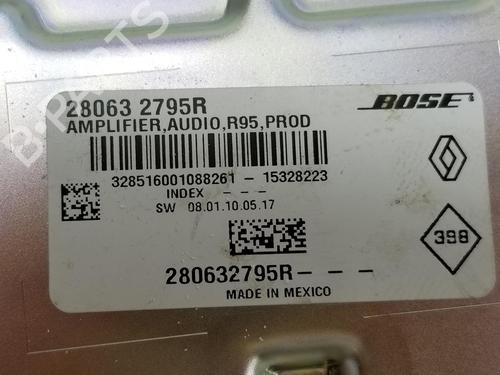 B-PARTS
28063 2795R
BOSE
AMPLIFIER,AUDIO,R95,PROD
328516001088261 - 15328223
INDEX - - -
SW 08.01.10.05.17
398
280632795R- - -
MADE IN MEXICO